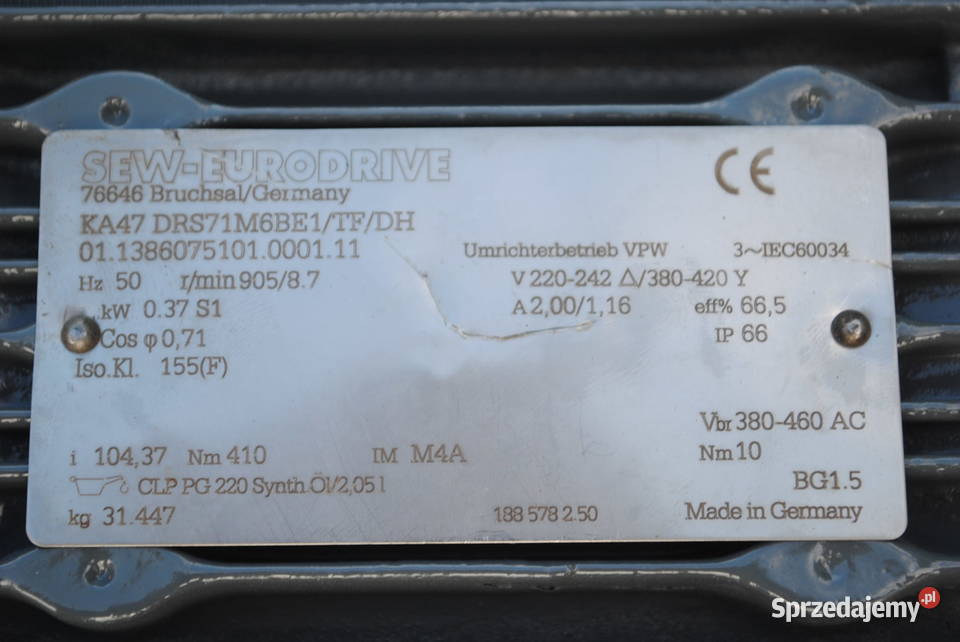 SEW-EURODRIVE
76646 Bruchsal/Germany
CE
KA47 DRS71M6BE1/TF/DH
01.1386075101.0001.11 Umrichterbetrieb VPW 3~IEC60034
Hz 50 r/min 905/8.7 V 220-242 △/380-420 Y
kW 0.37 S1 A 2,00/1,16 eff% 66,5
Cos φ 0,71 IP 66
Iso.Kl. 155(F)
Vbr 380-460 AC
i 104,37 Nm 410 IM M4A Nm 10
CLP PG 220 Synth.Öl/2,05 l BG1.5
kg 31.447 188 578 2.50 Made in Germany
Sprzedajemy.pl